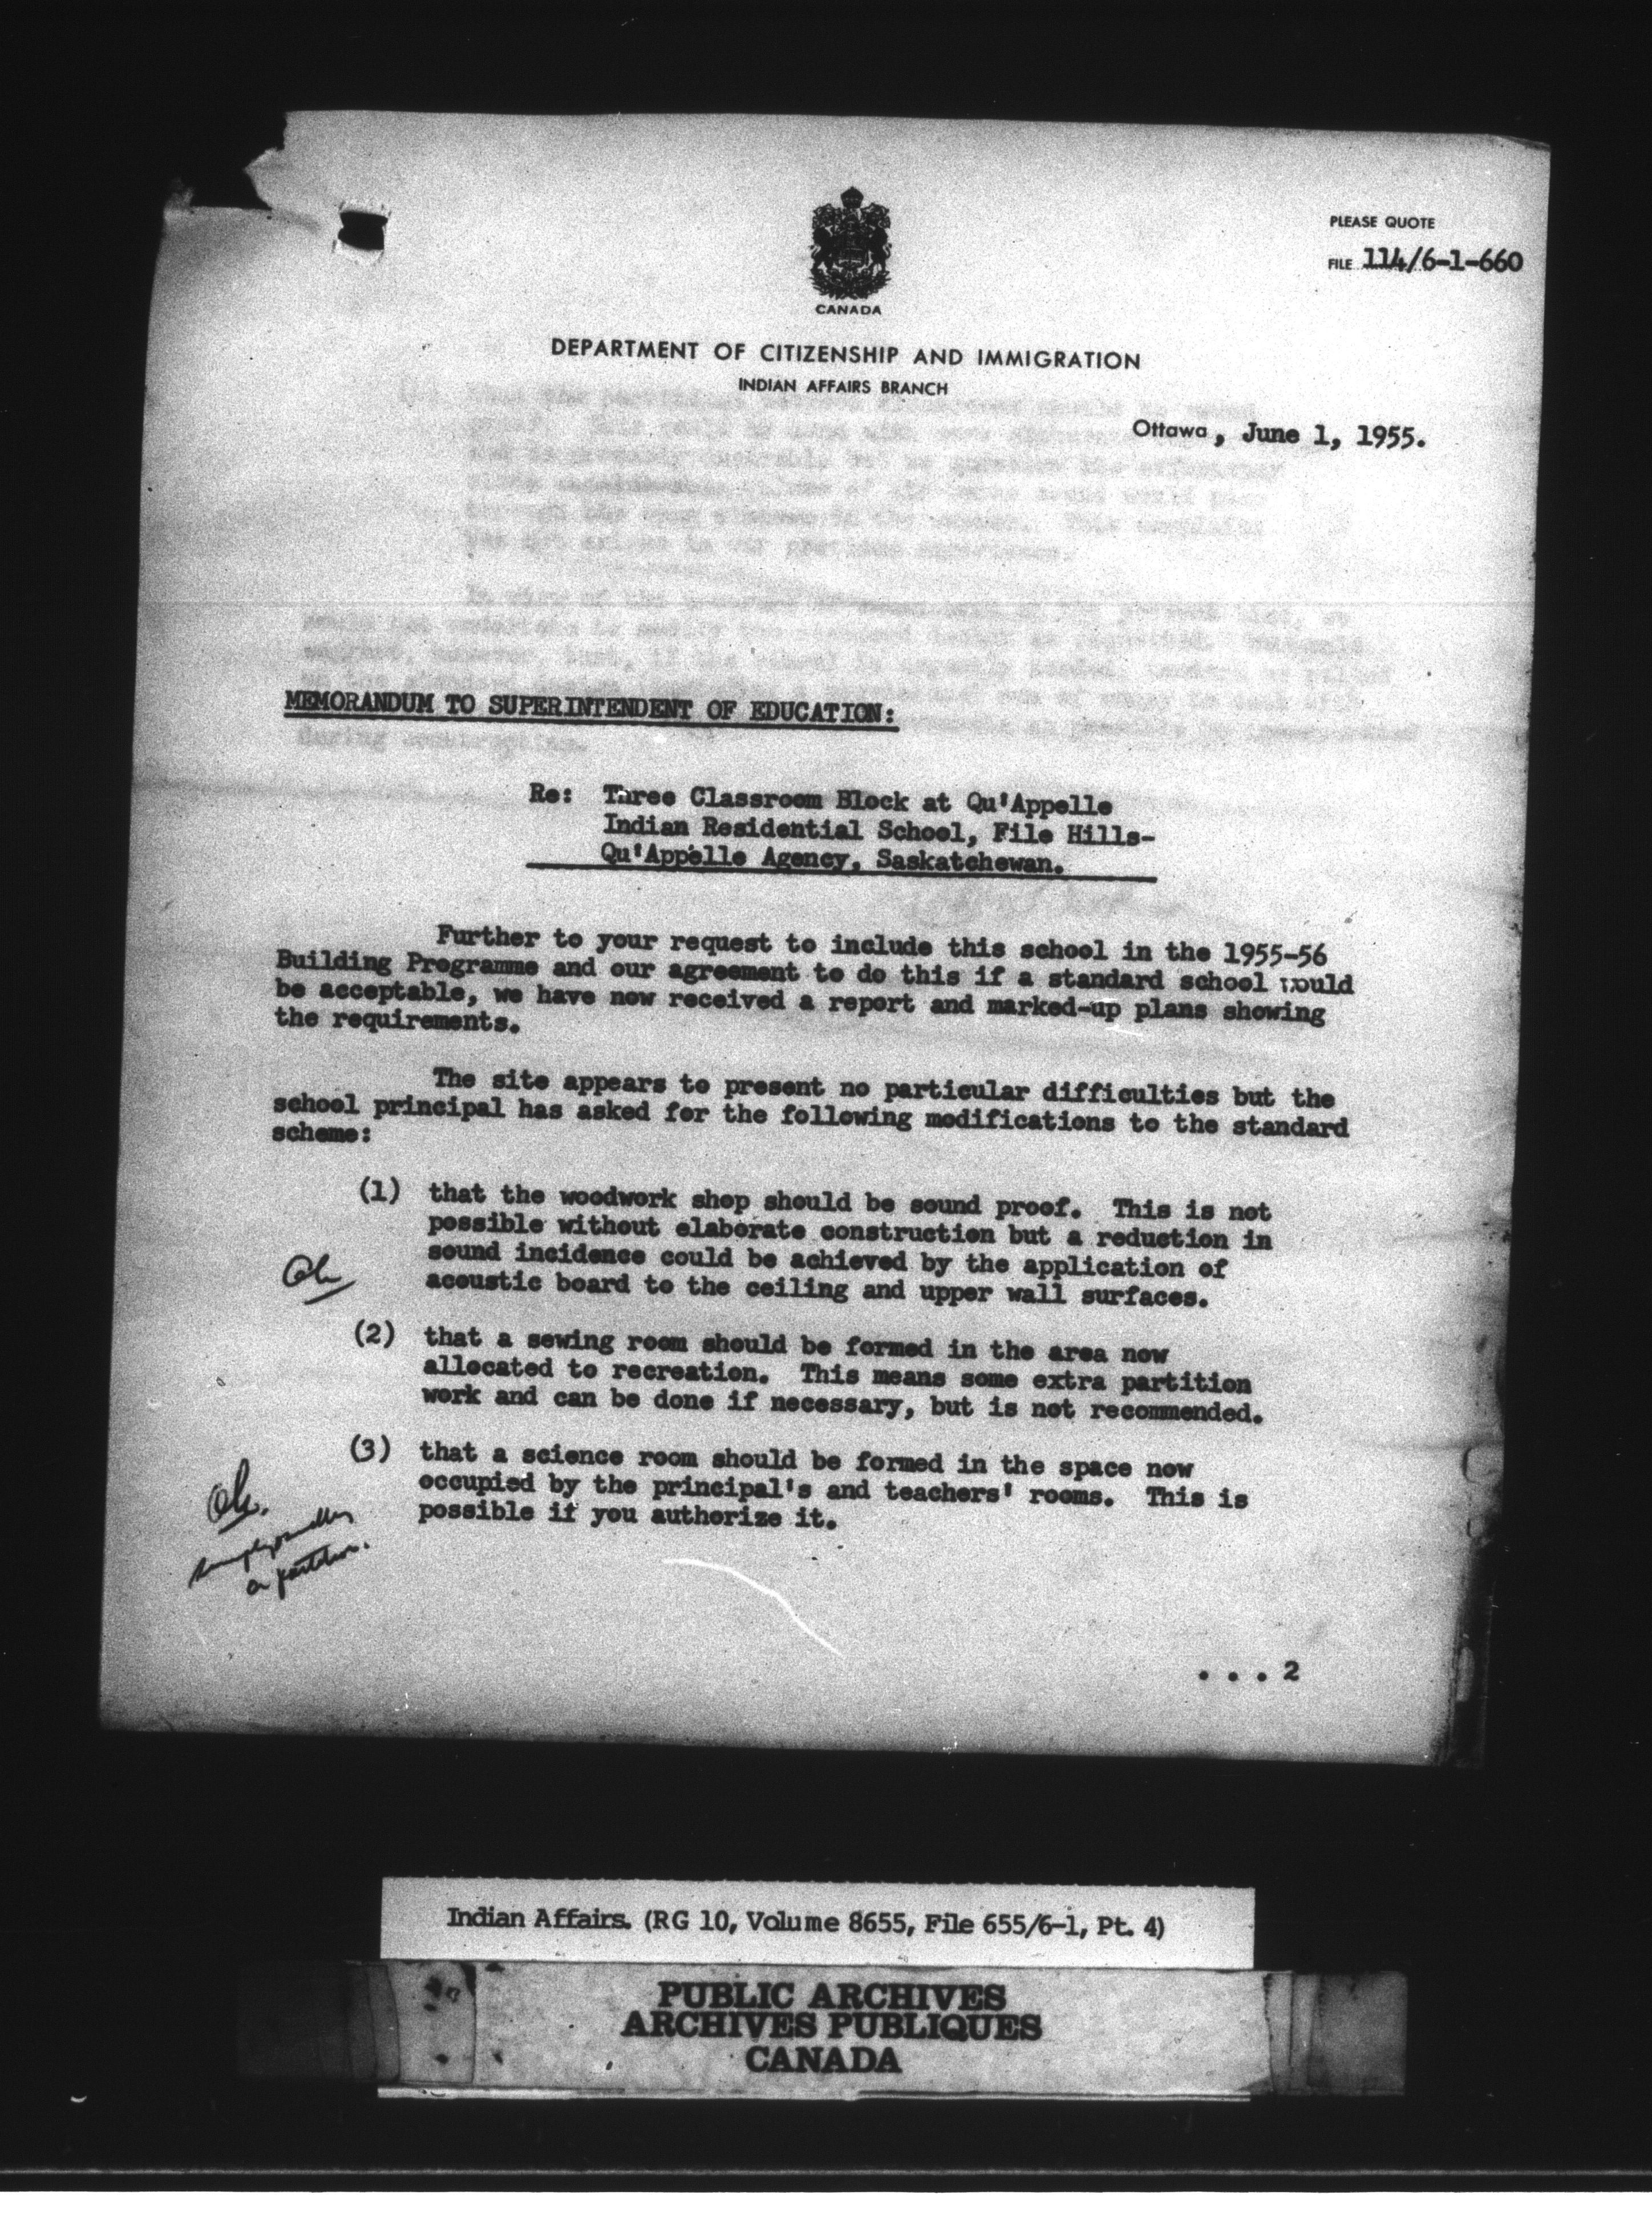 PLEASE QUOTE
FILE 114/6-1-660
CANADA
DEPARTMENT OF CITIZENSHIP AND IMMIGRATION
INDIAN AFFAIRS BRANCH
Ottawa, June 1, 1955.
MEMORANDUM TO SUPERINTENDENT OF EDUCATION:
Re: Three Classroom Block at Qu'Appelle
Indian Residential School, File Hills-
Qu'Appelle Agency, Saskatchewan.
Further to your request to include this school in the 1955-56
Building Programme and our agreement to do this if a standard school would
be acceptable, we have now received a report and marked-up plans showing
the requirements.
The site appears to present no particular difficulties but the
school principal has asked for the following modifications to the standard
scheme:
(1) that the woodwork shop should be sound proof. This is not
possible without elaborate construction but a reduction in
sound incidence could be achieved by the application of
acoustic board to the ceiling and upper wall surfaces.
Ok
(2) that a sewing room should be formed in the area now
allocated to recreation. This means some extra partition
work and can be done if necessary, but is not recommended.
(3) that a science room should be formed in the space now
occupied by the principal's and teachers' rooms. This is
possible if you authorize it.
Ok.
a partition.
. . . 2
Indian Affairs. (RG 10, Volume 8655, File 655/6-1, Pt. 4)
PUBLIC ARCHIVES
ARCHIVES PUBLIQUES
CANADA